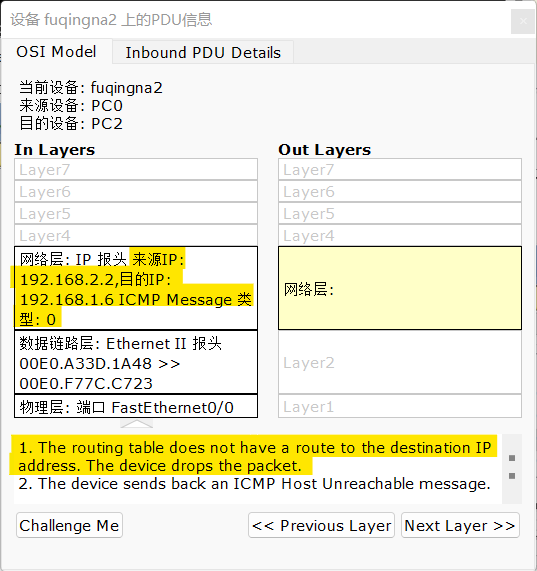 设备 fuqingna2 上的PDU信息
×
OSI Model
Inbound PDU Details
当前设备: fuqingna2
来源设备: PC0
目的设备: PC2
In Layers
Layer7
Layer6
Layer5
Layer4
网络层: IP 报头 来源IP:
192.168.2.2,目的IP:
192.168.1.6 ICMP Message 类
型: 0
数据链路层: Ethernet II 报头
00E0.A33D.1A48 >>
00E0.F77C.C723
物理层: 端口 FastEthernet0/0
Out Layers
Layer7
Layer6
Layer5
Layer4
网络层:
Layer2
Layer1
1. The routing table does not have a route to the destination IP
address. The device drops the packet.
2. The device sends back an ICMP Host Unreachable message.
Challenge Me
<< Previous Layer
Next Layer >>